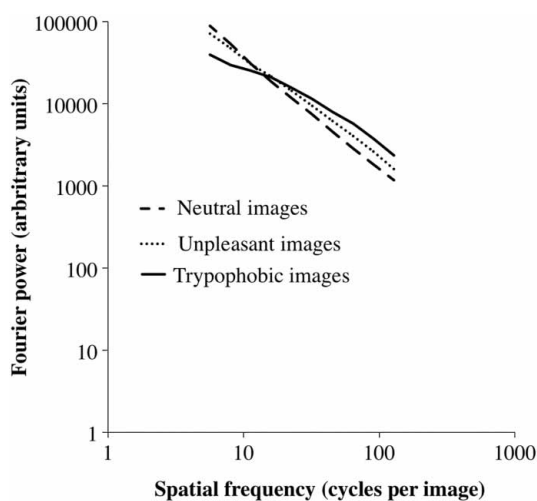 100000
10000
1000
100
10
1
Fourier power (arbritrary units)
Neutral images
Unpleasant images
Trypophobic images
1 10 100 1000
Spatial frequency (cycles per image)